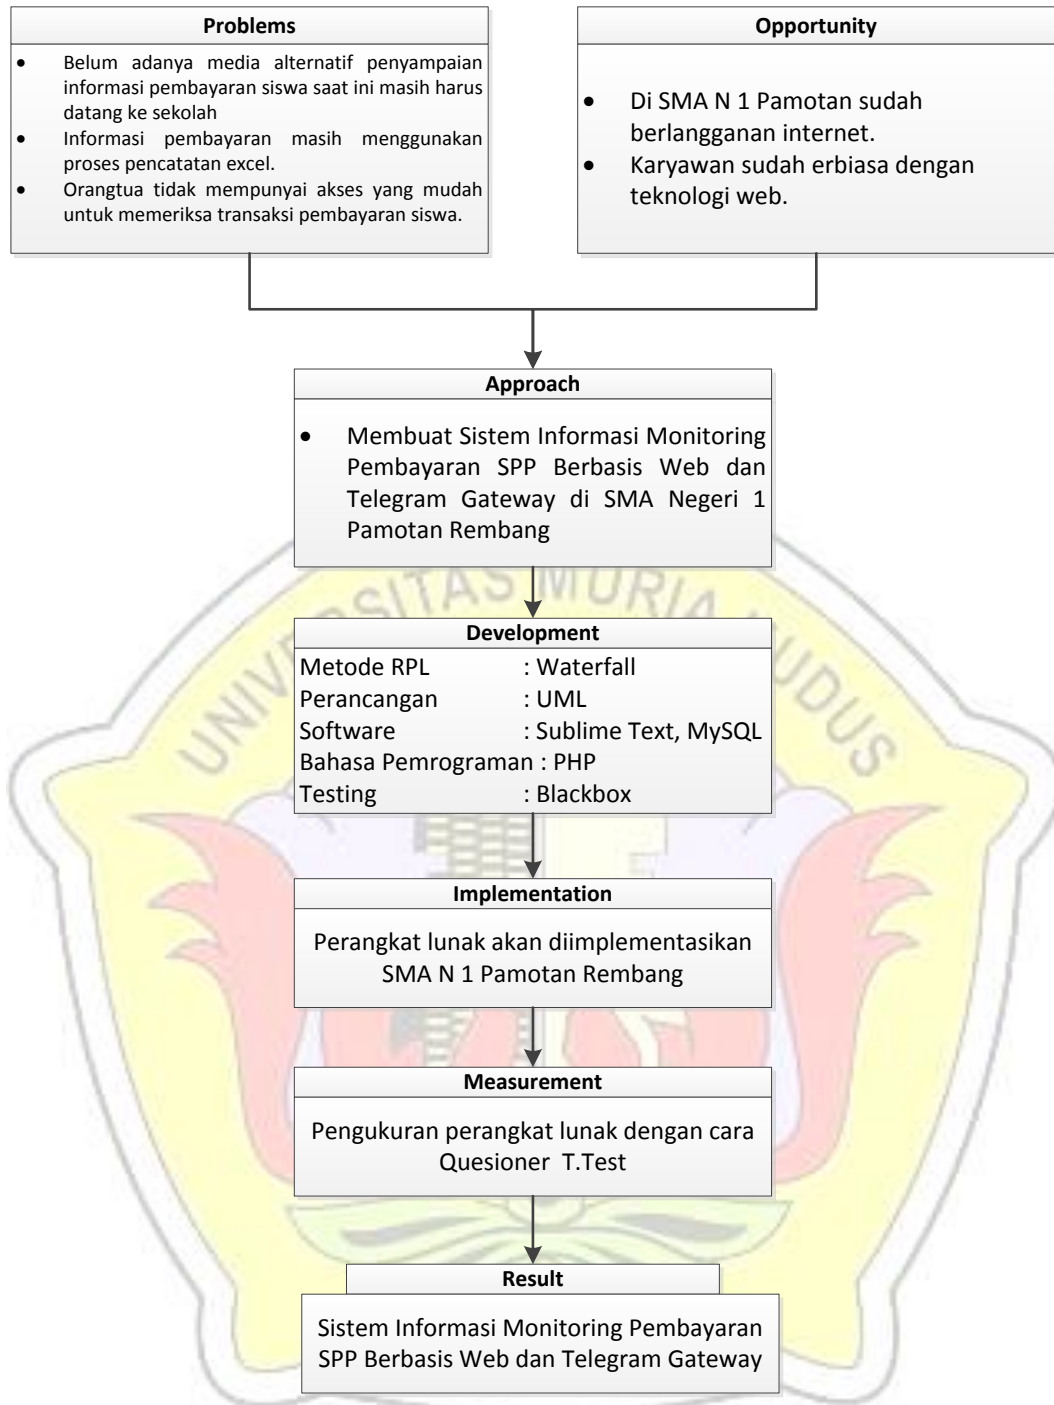 Problems
• Belum adanya media alternatif penyampaian
informasi pembayaran siswa saat ini masih harus
datang ke sekolah
• Informasi pembayaran masih menggunakan
proses pencatatan excel.
• Orangtua tidak mempunyai akses yang mudah
untuk memeriksa transaksi pembayaran siswa.
Opportunity
• Di SMA N 1 Pamotan sudah
berlangganan internet.
• Karyawan sudah erbiasa dengan
teknologi web.
Approach
• Membuat Sistem Informasi Monitoring
Pembayaran SPP Berbasis Web dan
Telegram Gateway di SMA Negeri 1
Pamotan Rembang
UNIVERSITAS MURIA KUDUS
Development
Metode RPL : Waterfall
Perancangan : UML
Software : Sublime Text, MySQL
Bahasa Pemrograman : PHP
Testing : Blackbox
Implementation
Perangkat lunak akan diimplementasikan
SMA N 1 Pamotan Rembang
Measurement
Pengukuran perangkat lunak dengan cara
Quesioner T.Test
Result
Sistem Informasi Monitoring Pembayaran
SPP Berbasis Web dan Telegram Gateway